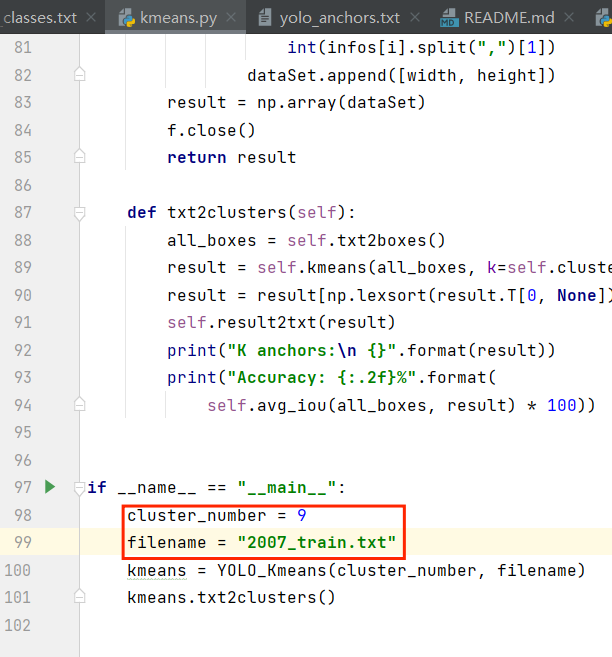 _classes.txt × kmeans.py × yolo_anchors.txt × README.md ×
81 int(infos[i].split(",")[1])
82 dataSet.append([width, height])
83 result = np.array(dataSet)
84 f.close()
85 return result
86
87 def txt2clusters(self):
88 all_boxes = self.txt2boxes()
89 result = self.kmeans(all_boxes, k=self.cluste
90 result = result[np.lexsort(result.T[0, None])
91 self.result2txt(result)
92 print("K anchors:\n {}".format(result))
93 print("Accuracy: {:.2f}%".format(
94 self.avg_iou(all_boxes, result) * 100))
95
96
97 if __name__ == "__main__":
98 cluster_number = 9
99 filename = "2007_train.txt"
100 kmeans = YOLO_Kmeans(cluster_number, filename)
101 kmeans.txt2clusters()
102